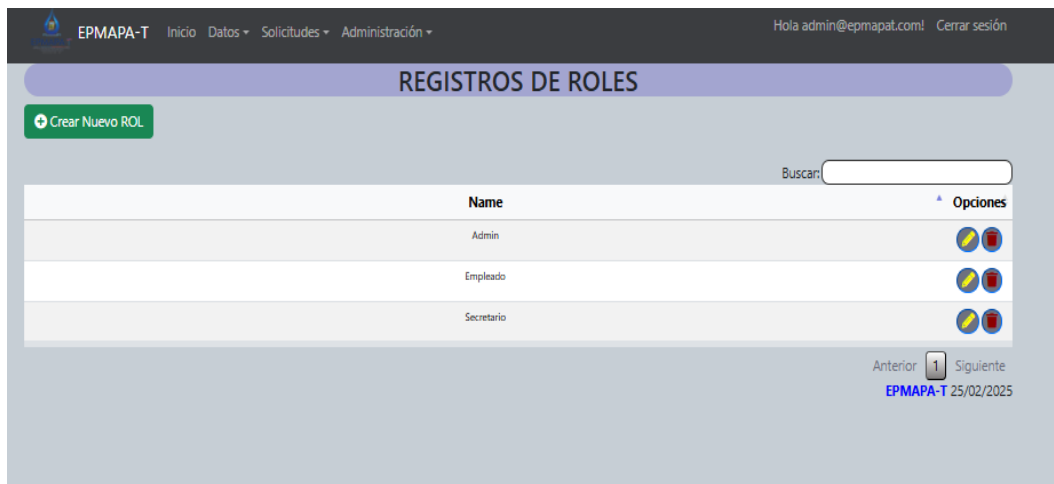 EPMAPA-T Inicio Datos Solicitudes Administración Hola admin@epmapat.com! Cerrar sesión
REGISTROS DE ROLES
Crear Nuevo ROL
Buscar:
Name Opciones
Admin
Empleado
Secretario
Anterior 1 Siguiente
EPMAPA-T 25/02/2025